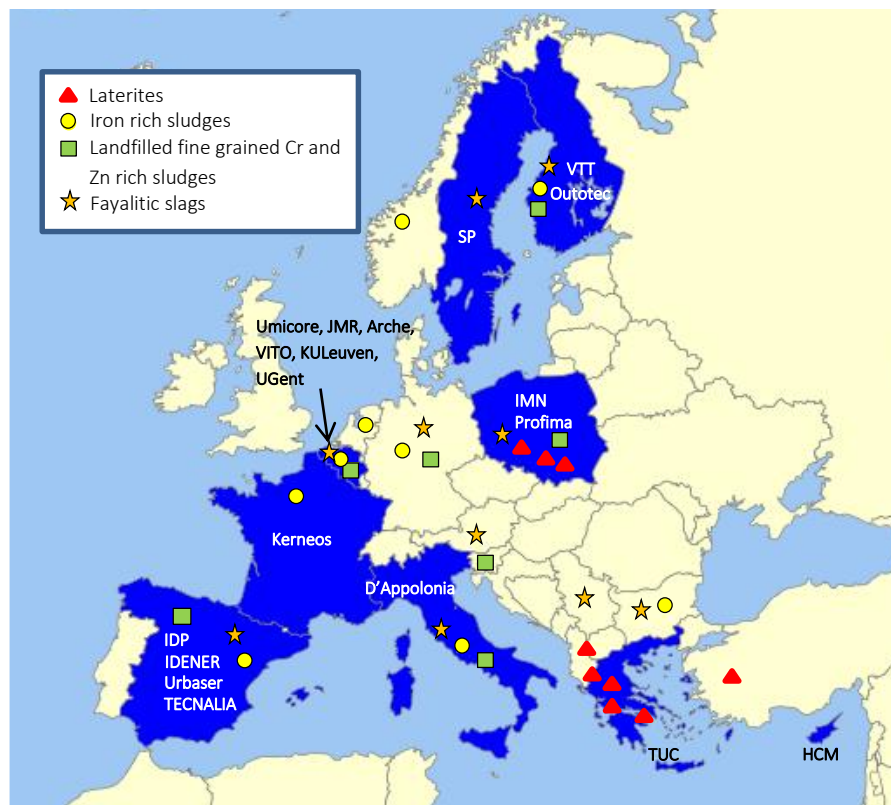 Laterites
Iron rich sludges
Landfilled fine grained Cr and
Zn rich sludges
Fayalitic slags
VTT
Outotec
SP
Umicore, JMR, Arche,
VITO, KULeuven,
UGent
IMN
Profima
Kerneos
D'Appolonia
IDP
IDENER
Urbaser
TECNALIA
TUC
HCM